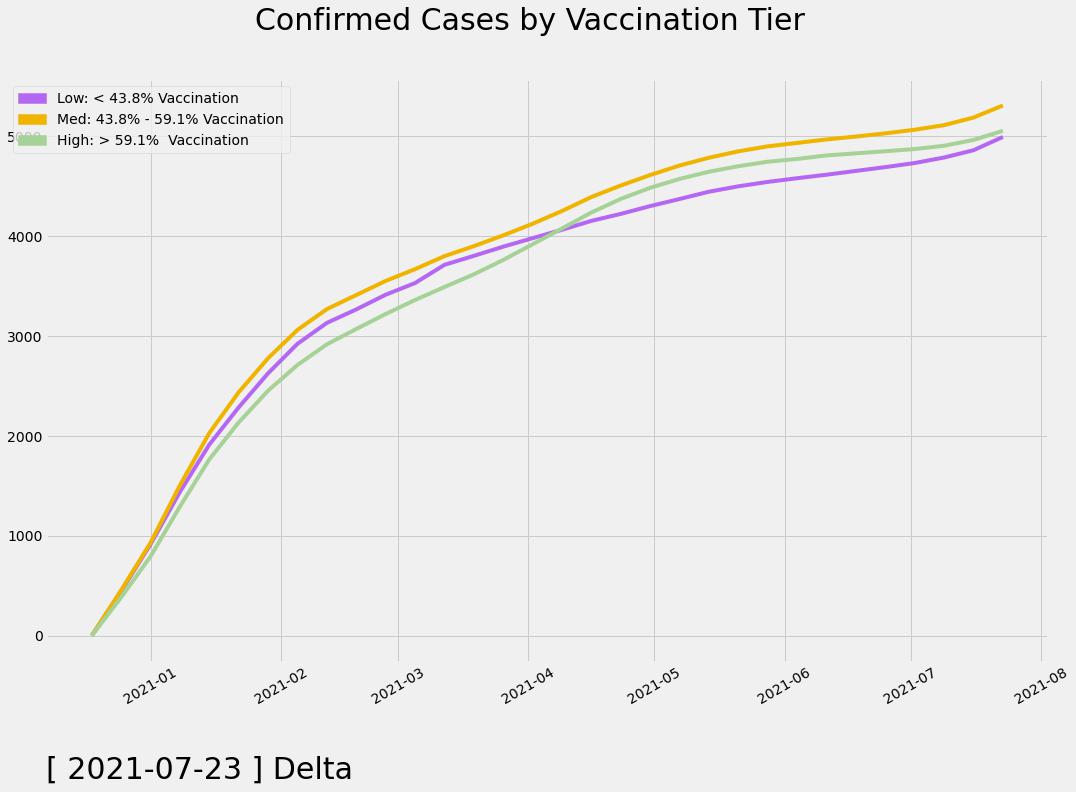 Confirmed Cases by Vaccination Tier
Low: < 43.8% Vaccination
Med: 43.8% - 59.1% Vaccination
High: > 59.1%  Vaccination
5000
4000
3000
2000
1000
0
2021-01
2021-02
2021-03
2021-04
2021-05
2021-06
2021-07
2021-08
[ 2021-07-23 ] Delta